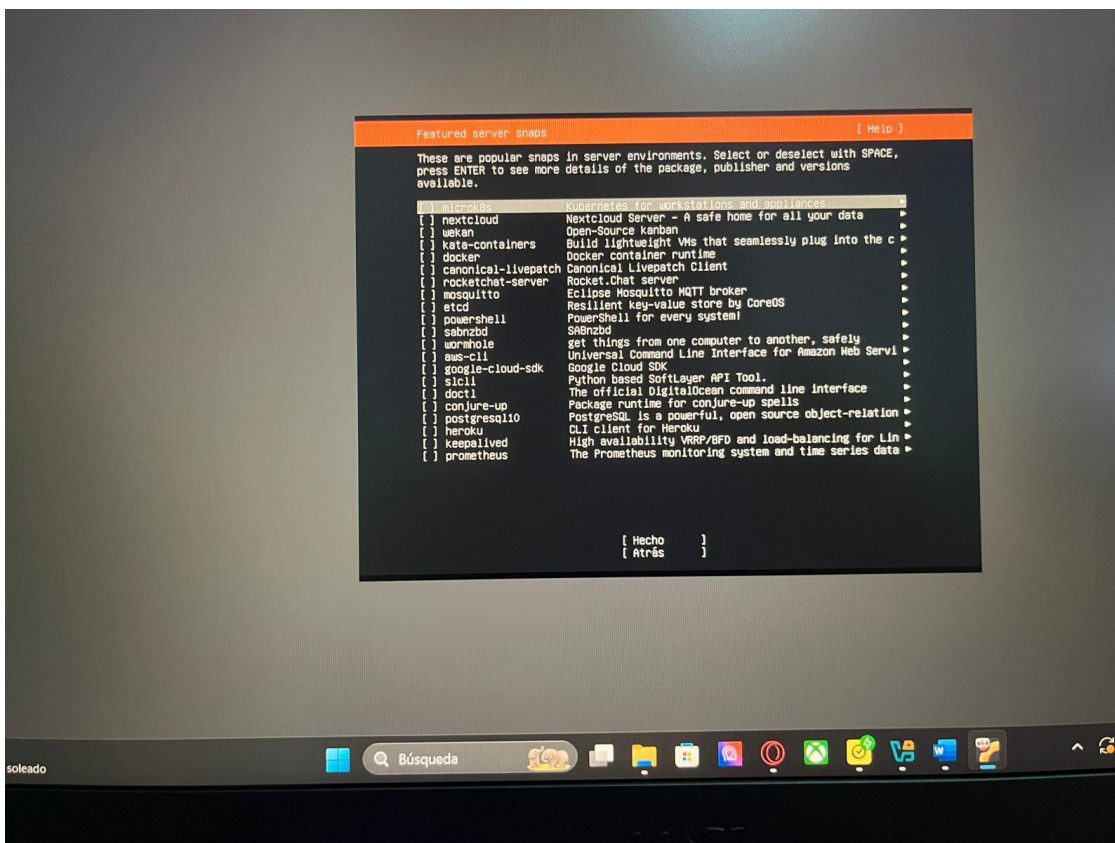 Featured server snaps [ Help ]
These are popular snaps in server environments. Select or deselect with SPACE,
press ENTER to see more details of the package, publisher and versions
available.
[ ] microk8s Kubernetes for workstations and appliances ►
[ ] nextcloud Nextcloud Server - A safe home for all your data ►
[ ] wekan Open-Source kanban ►
[ ] kata-containers Build lightweight VMs that seamlessly plug into the c ►
[ ] docker Docker container runtime ►
[ ] canonical-livepatch Canonical Livepatch Client ►
[ ] rocketchat-server Rocket.Chat server ►
[ ] mosquitto Eclipse Mosquitto MQTT broker ►
[ ] etcd Resilient key-value store by CoreOS ►
[ ] powershell PowerShell for every system! ►
[ ] sabnzbd SABnzbd ►
[ ] wormhole get things from one computer to another, safely ►
[ ] aws-cli Universal Command Line Interface for Amazon Web Servi ►
[ ] google-cloud-sdk Google Cloud SDK ►
[ ] slcli Python based SoftLayer API Tool. ►
[ ] doctl The official DigitalOcean command line interface ►
[ ] conjure-up Package runtime for conjure-up spells ►
[ ] postgresql10 PostgreSQL is a powerful, open source object-relation ►
[ ] heroku CLI client for Heroku ►
[ ] keepalived High availability VRRP/BFD and load-balancing for Lin ►
[ ] prometheus The Prometheus monitoring system and time series data ►
[ Hecho ]
[ Atrás ]
soleado
Búsqueda